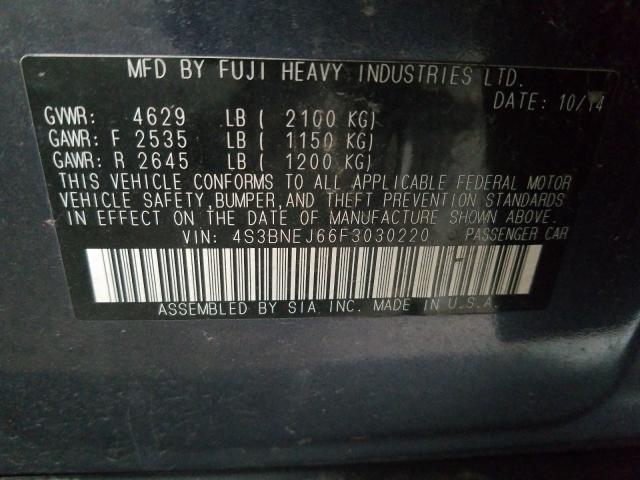 MFD BY FUJI HEAVY INDUSTRIES LTD.
DATE: 10/14
GVWR: 4629 LB ( 2100 KG)
GAWR: F 2535 LB ( 1150 KG)
GAWR: R 2645 LB ( 1200 KG)
THIS VEHICLE CONFORMS TO ALL APPLICABLE FEDERAL MOTOR
VEHICLE SAFETY,BUMPER,AND THEFT PREVENTION STANDARDS
IN EFFECT ON THE DATE OF MANUFACTURE SHOWN ABOVE.
VIN: 4S3BNEJ66F3030220 PASSENGER CAR
ASSEMBLED BY SIA INC. MADE IN U.S.A.